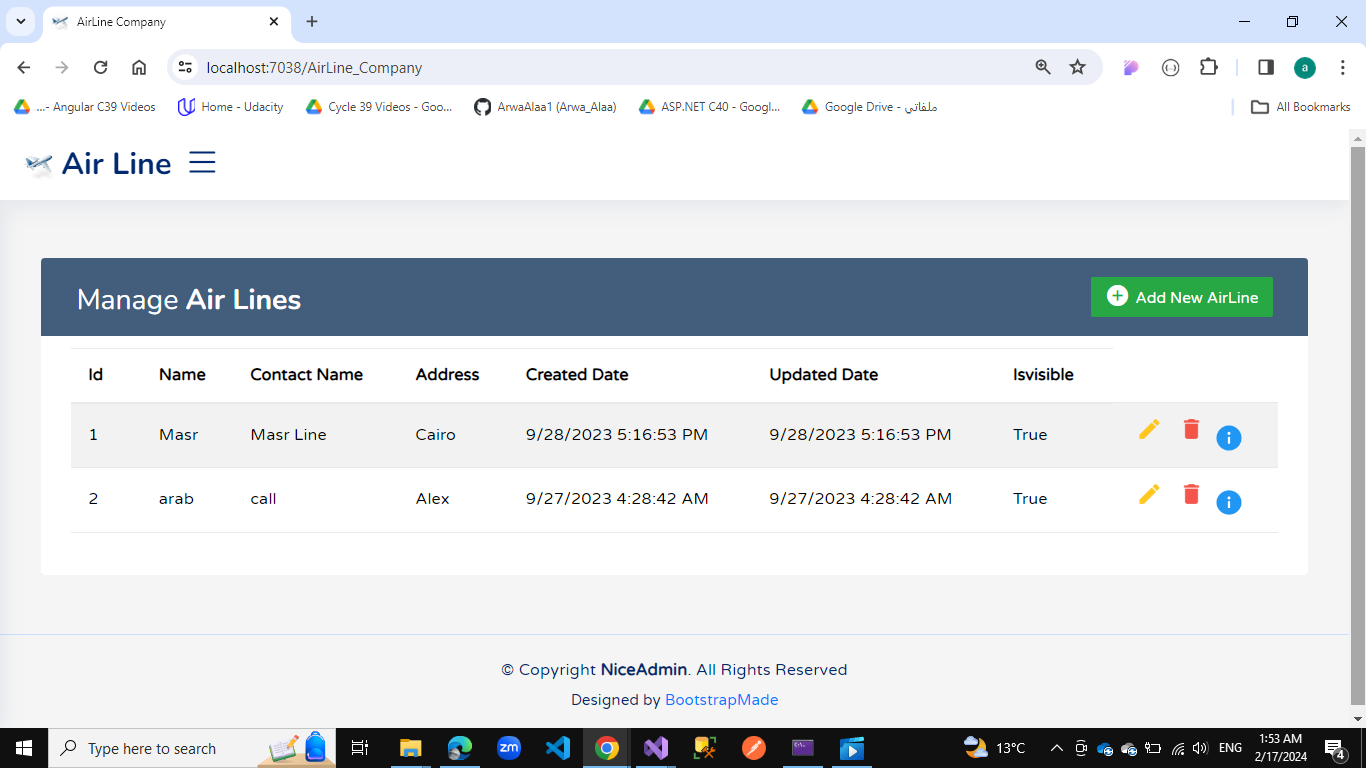 AirLine Company
localhost:7038/AirLine_Company
a
...- Angular C39 Videos Home - Udacity Cycle 39 Videos - Goo... ArwaAlaa1 (Arwa_Alaa) ASP.NET C40 - Googl... Google Drive - ملفاتي All Bookmarks
Air Line
Manage Air Lines
Add New AirLine
Id Name Contact Name Address Created Date Updated Date Isvisible
1 Masr Masr Line Cairo 9/28/2023 5:16:53 PM 9/28/2023 5:16:53 PM True
2 arab call Alex 9/27/2023 4:28:42 AM 9/27/2023 4:28:42 AM True
© Copyright NiceAdmin. All Rights Reserved
Designed by BootstrapMade
Type here to search
zm
13°C
ENG
1:53 AM
2/17/2024
4